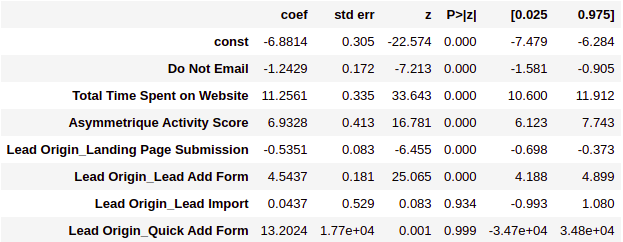 coef std err z P>|z| [0.025 0.975]
const -6.8814 0.305 -22.574 0.000 -7.479 -6.284
Do Not Email -1.2429 0.172 -7.213 0.000 -1.581 -0.905
Total Time Spent on Website 11.2561 0.335 33.643 0.000 10.600 11.912
Asymmetrique Activity Score 6.9328 0.413 16.781 0.000 6.123 7.743
Lead Origin_Landing Page Submission -0.5351 0.083 -6.455 0.000 -0.698 -0.373
Lead Origin_Lead Add Form 4.5437 0.181 25.065 0.000 4.188 4.899
Lead Origin_Lead Import 0.0437 0.529 0.083 0.934 -0.993 1.080
Lead Origin_Quick Add Form 13.2024 1.77e+04 0.001 0.999 -3.47e+04 3.48e+04